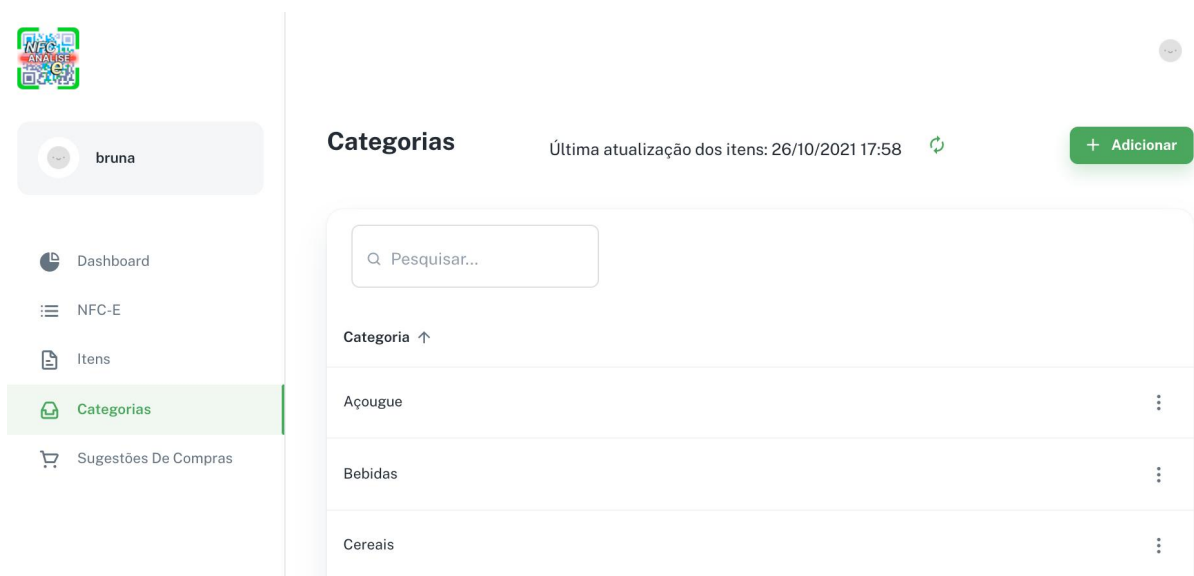 NFC
ANALISE
e
bruna
Dashboard
NFC-E
Itens
Categorias
Sugestões De Compras
Categorias
Última atualização dos itens: 26/10/2021 17:58
+ Adicionar
Pesquisar...
Categoria ↑
Açougue
Bebidas
Cereais